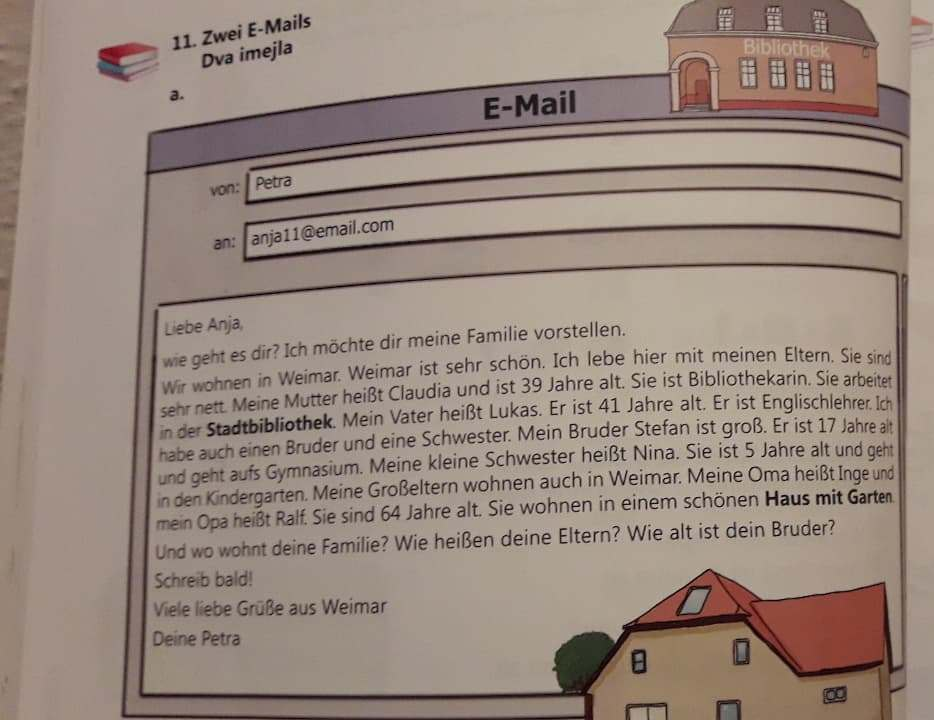 11. Zwei E-Mails
Dva imejla
a.
Bibliothek
E-Mail
von: Petra
an: anja11@email.com
Liebe Anja,
wie geht es dir? Ich möchte dir meine Familie vorstellen.
Wir wohnen in Weimar. Weimar ist sehr schön. Ich lebe hier mit meinen Eltern. Sie sind
sehr nett. Meine Mutter heißt Claudia und ist 39 Jahre alt. Sie ist Bibliothekarin. Sie arbeitet
in der Stadtbibliothek. Mein Vater heißt Lukas. Er ist 41 Jahre alt. Er ist Englischlehrer. Ich
habe auch einen Bruder und eine Schwester. Mein Bruder Stefan ist groß. Er ist 17 Jahre alt
und geht aufs Gymnasium. Meine kleine Schwester heißt Nina. Sie ist 5 Jahre alt und geht
in den Kindergarten. Meine Großeltern wohnen auch in Weimar. Meine Oma heißt Inge und
mein Opa heißt Ralf. Sie sind 64 Jahre alt. Sie wohnen in einem schönen Haus mit Garten.
Und wo wohnt deine Familie? Wie heißen deine Eltern? Wie alt ist dein Bruder?
Schreib bald!
Viele liebe Grüße aus Weimar
Deine Petra